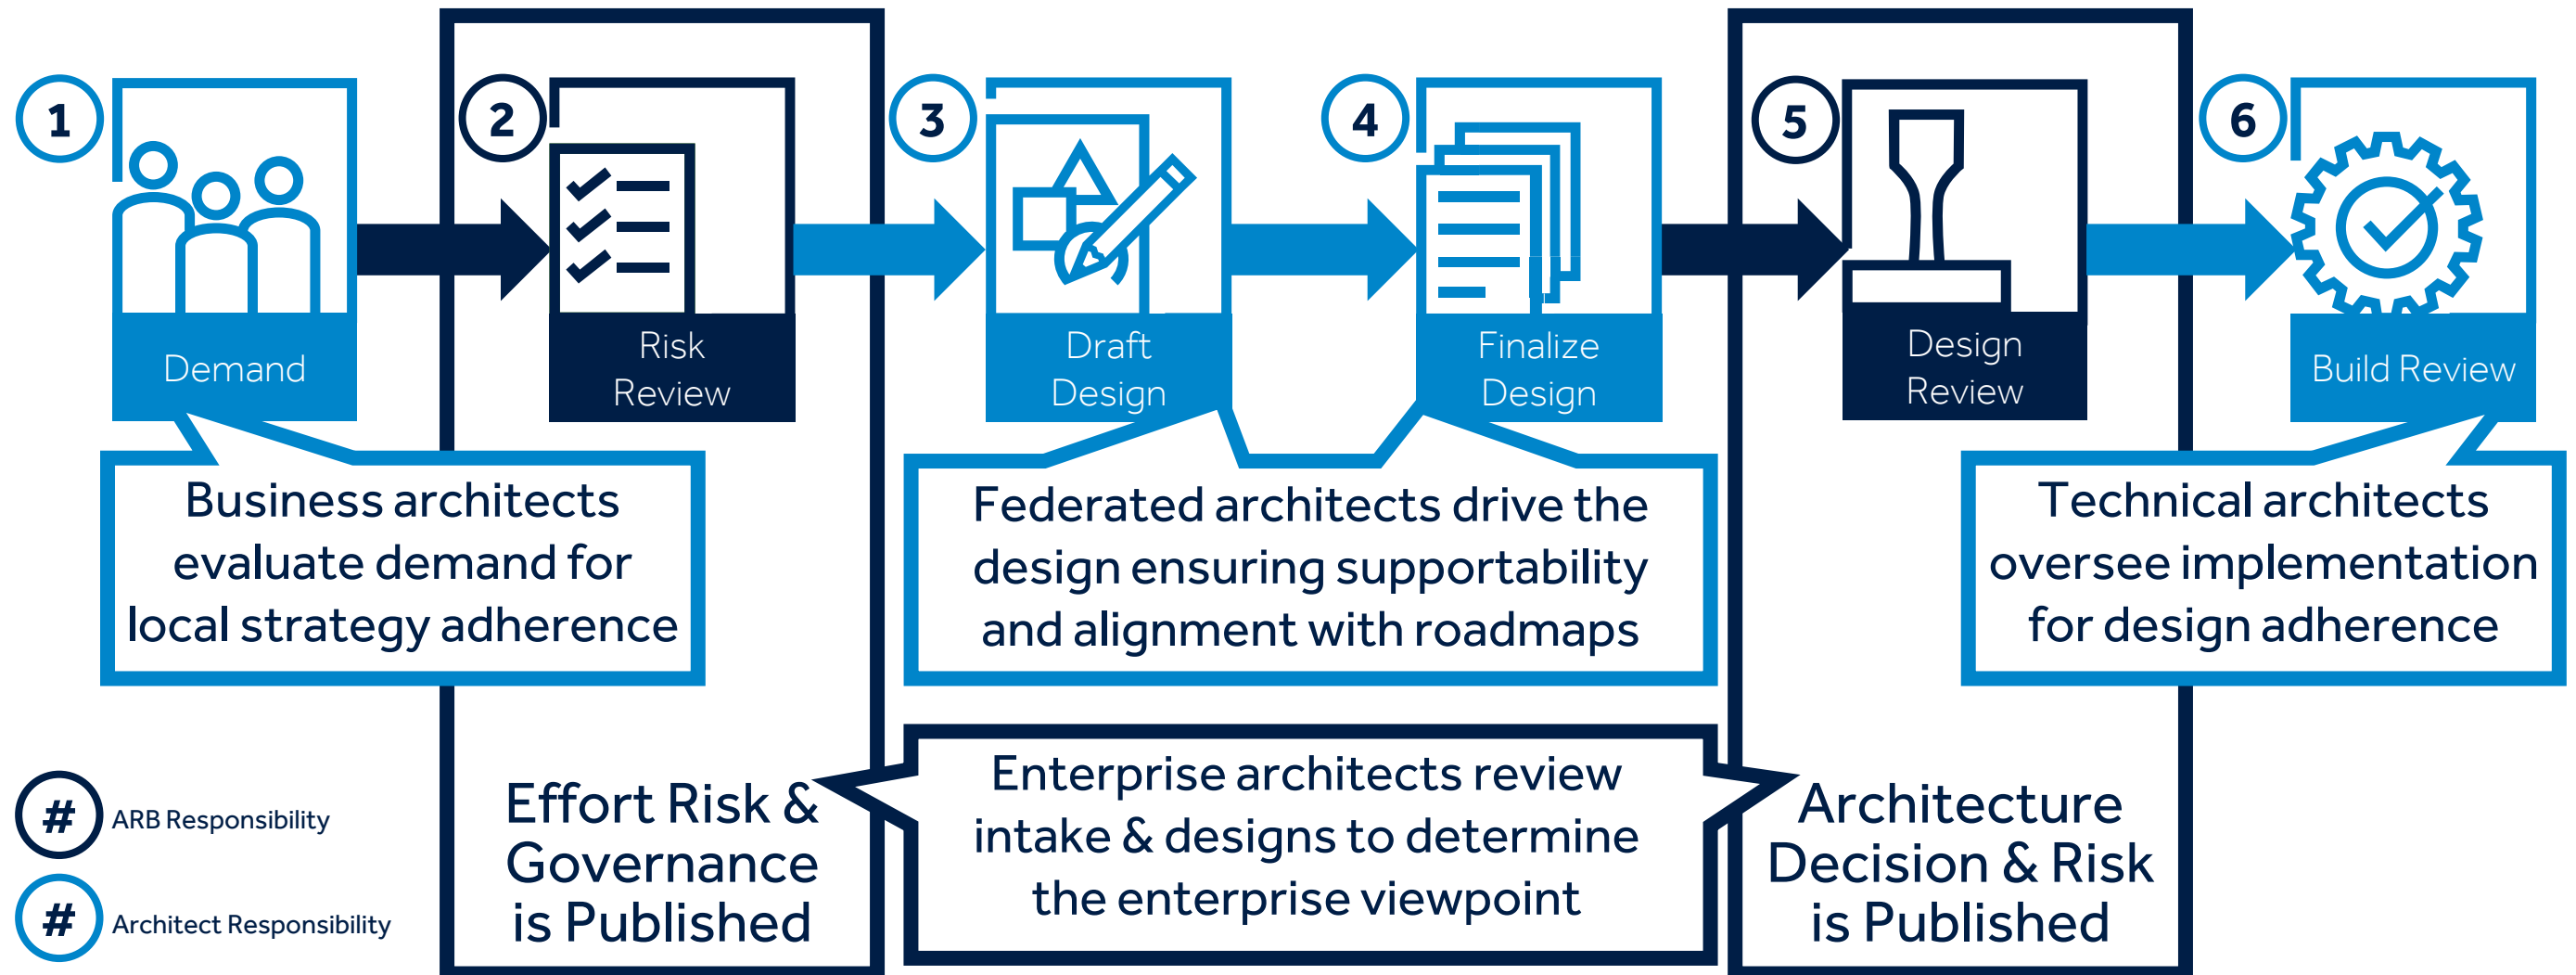 1
2
3
4
5
6
Demand
Risk
Review
Draft
Design
Finalize
Design
Design
Review
Build Review
Business architects
evaluate demand for
local strategy adherence
Federated architects drive the
design ensuring supportability
and alignment with roadmaps
Technical architects
oversee implementation
for design adherence
# ARB Responsibility
# Architect Responsibility
Effort Risk &
Governance
is Published
Enterprise architects review
intake & designs to determine
the enterprise viewpoint
Architecture
Decision & Risk
is Published